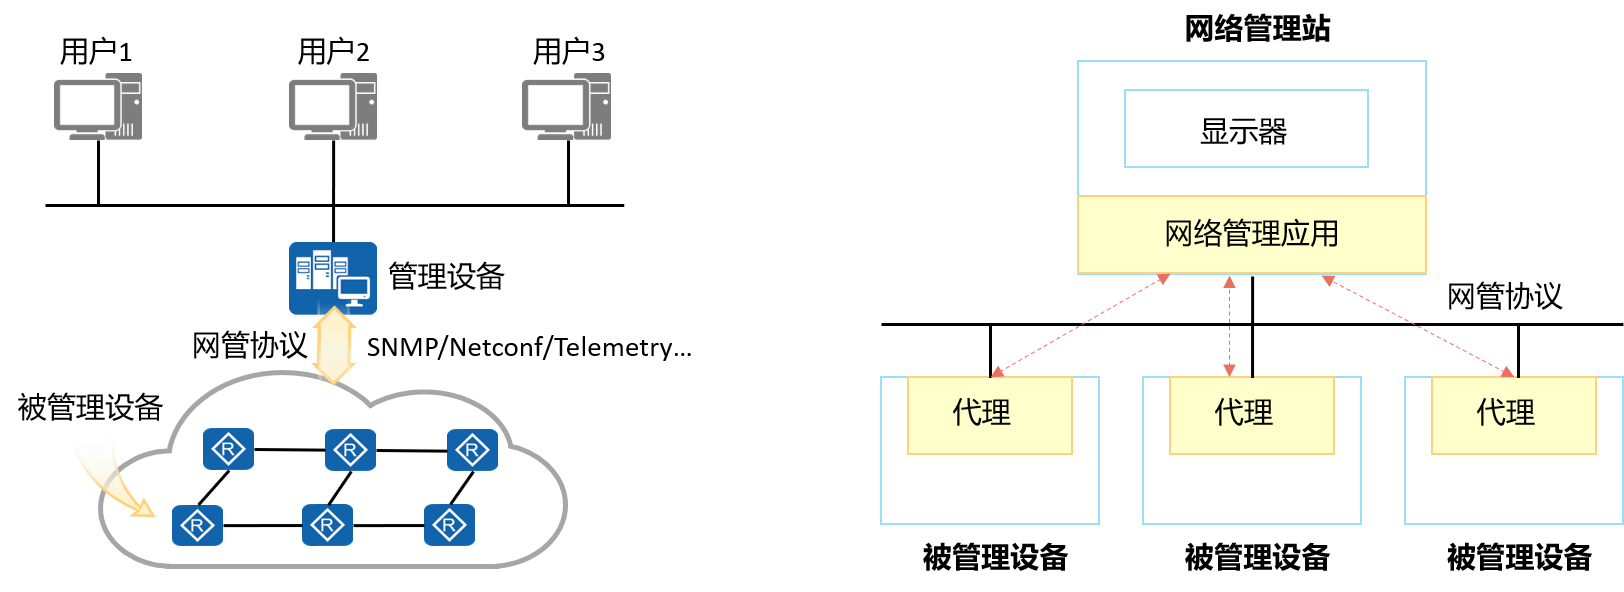 用户1
用户2
用户3
管理设备
网管协议
SNMP/Netconf/Telemetry...
被管理设备
R
R
R
R
R
R
网络管理站
显示器
网络管理应用
网管协议
代理
代理
代理
被管理设备
被管理设备
被管理设备